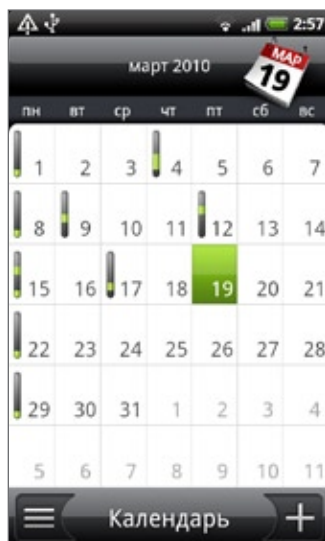 2:57
март 2010
МАР
19
пн вт ср чт пт сб вс
1 2 3 4 5 6 7
8 9 10 11 12 13 14
15 16 17 18 19 20 21
22 23 24 25 26 27 28
29 30 31 1 2 3 4
5 6 7 8 9 10 11
Календарь